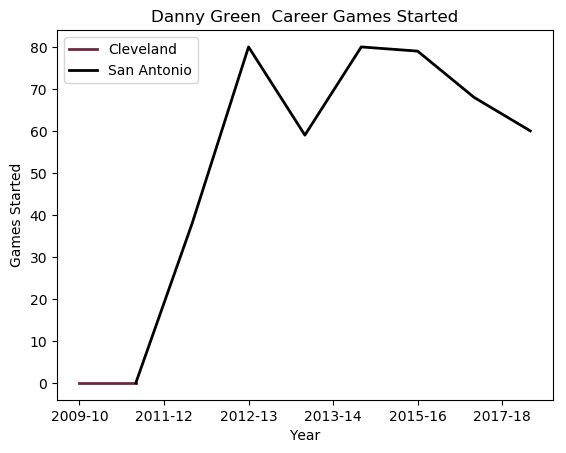 Danny Green  Career Games Started
Cleveland
San Antonio
80
70
60
50
40
30
20
10
0
Games Started
2009-10 2011-12 2012-13 2013-14 2015-16 2017-18
Year